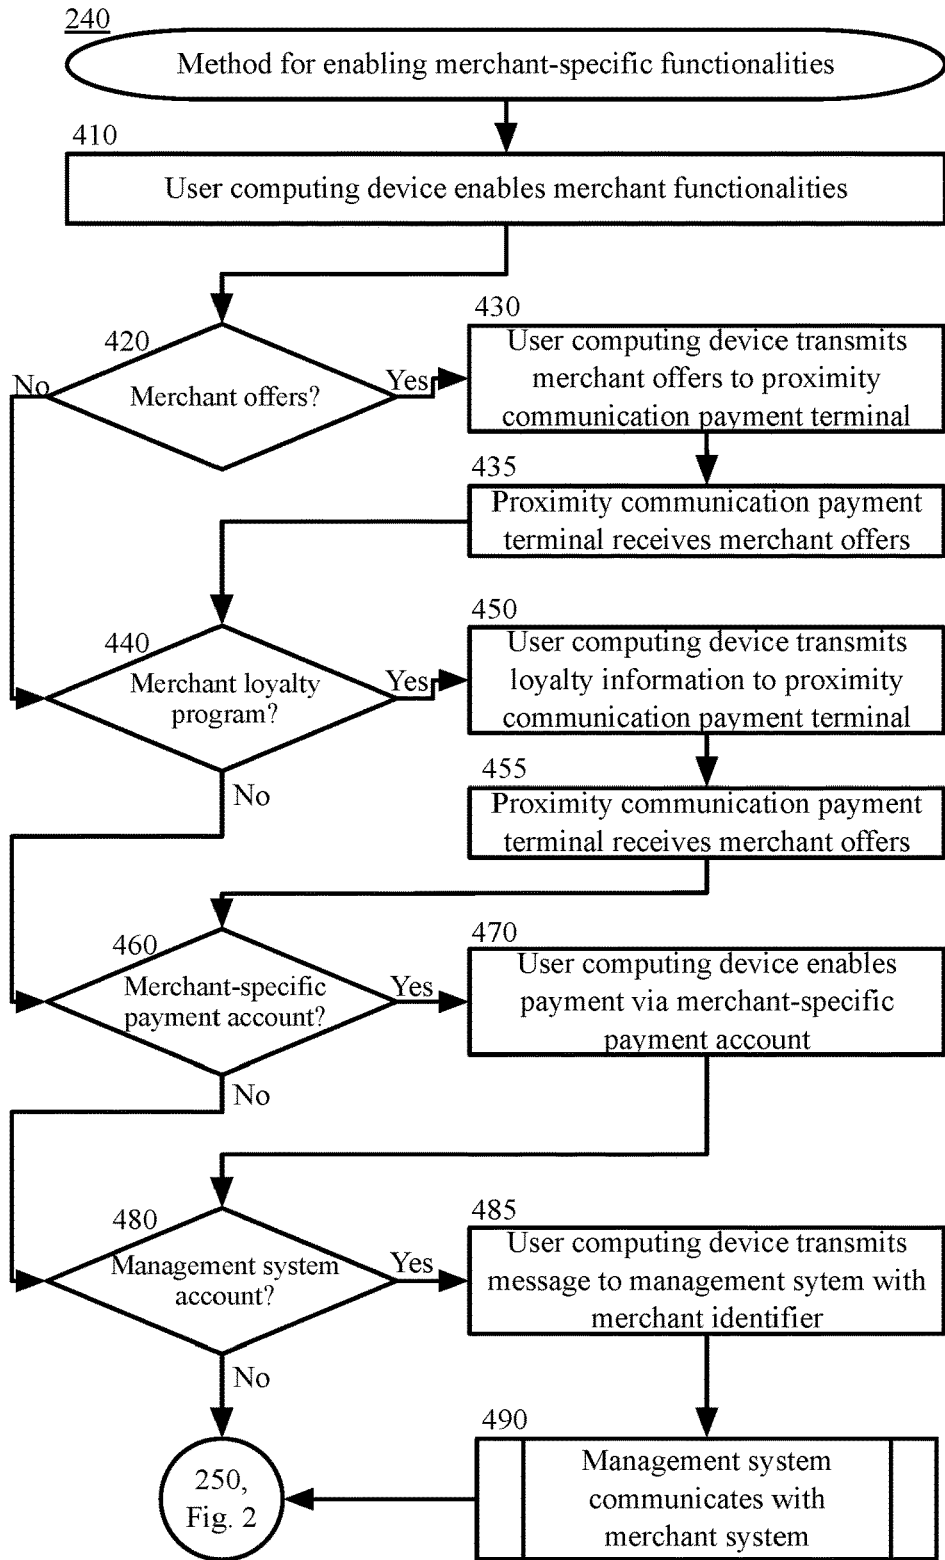 240
Method for enabling merchant-specific functionalities
410
User computing device enables merchant functionalities
420
Merchant offers?
No
Yes
430
User computing device transmits
merchant offers to proximity
communication payment terminal
435
Proximity communication payment
terminal receives merchant offers
440
Merchant loyalty
program?
Yes
No
450
User computing device transmits
loyalty information to proximity
communication payment terminal
455
Proximity communication payment
terminal receives merchant offers
460
Merchant-specific
payment account?
Yes
No
470
User computing device enables
payment via merchant-specific
payment account
480
Management system
account?
Yes
No
485
User computing device transmits
message to management sytem with
merchant identifier
490
Management system
communicates with
merchant system
250,
Fig. 2